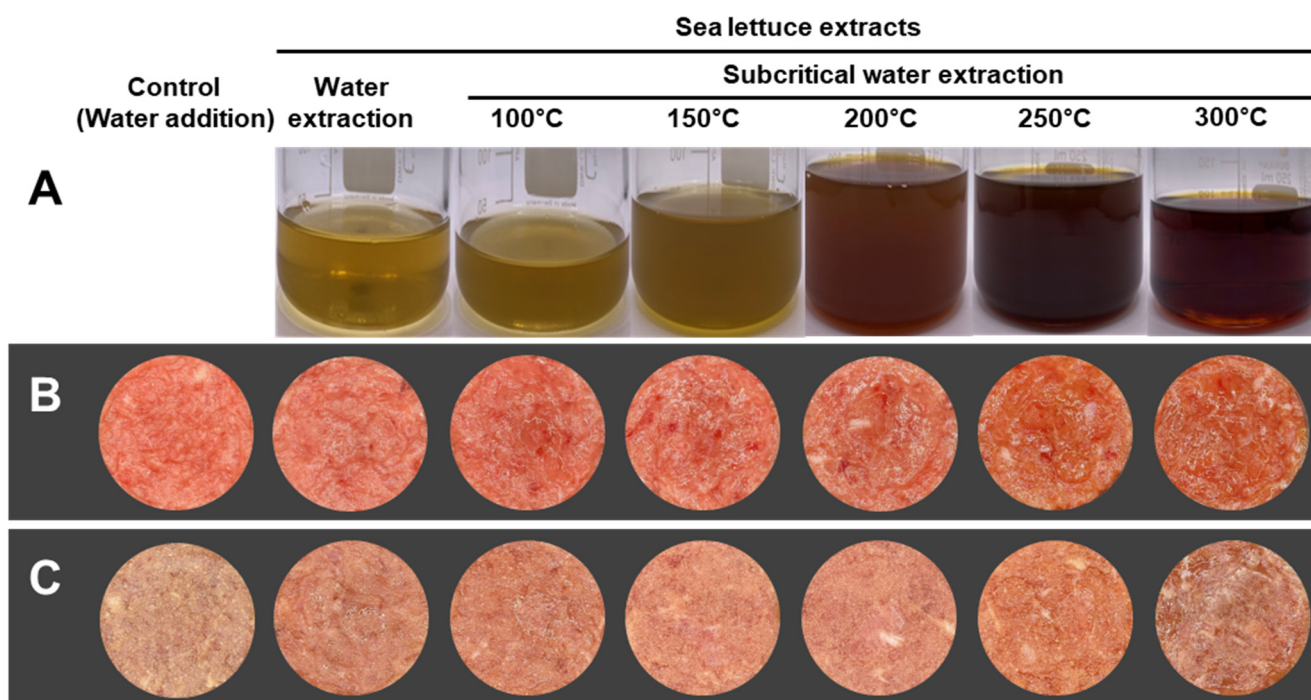 Sea lettuce extracts
Subcritical water extraction
Control
(Water addition)
Water
extraction
100°C
150°C
200°C
250°C
300°C
A
B
C